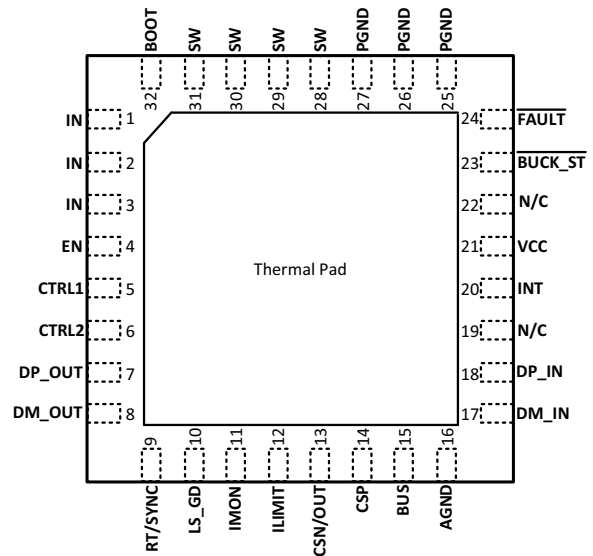 BOOT
SW
SW
SW
SW
PGND
PGND
PGND
32
31
30
29
28
27
26
25
IN 1
IN 2
IN 3
EN 4
CTRL1 5
CTRL2 6
DP_OUT 7
DM_OUT 8
Thermal Pad
24 FAULT
23 BUCK_ST
22 N/C
21 VCC
20 INT
19 N/C
18 DP_IN
17 DM_IN
9
10
11
12
13
14
15
16
RT/SYNC
LS_GD
IMON
ILIMIT
CSN/OUT
CSP
BUS
AGND